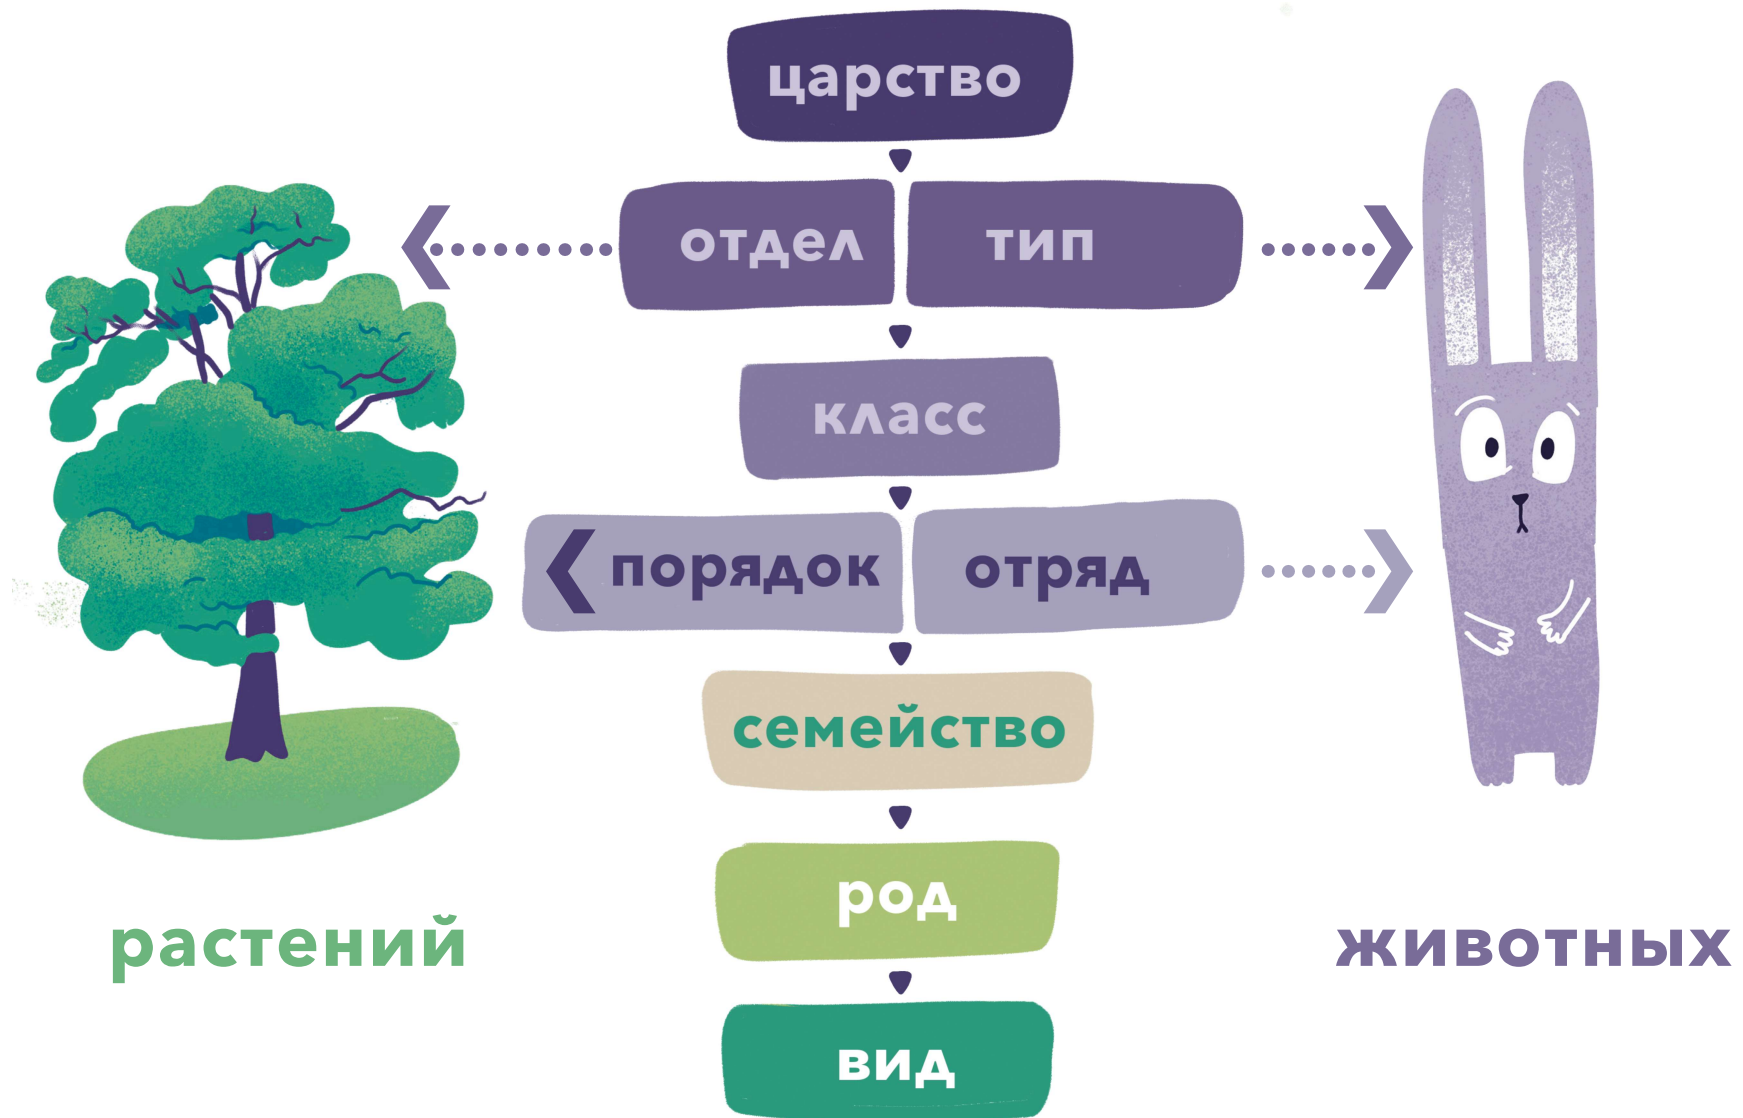 царство
отдел тип
класс
порядок отряд
семейство
род
растений
животных
вид